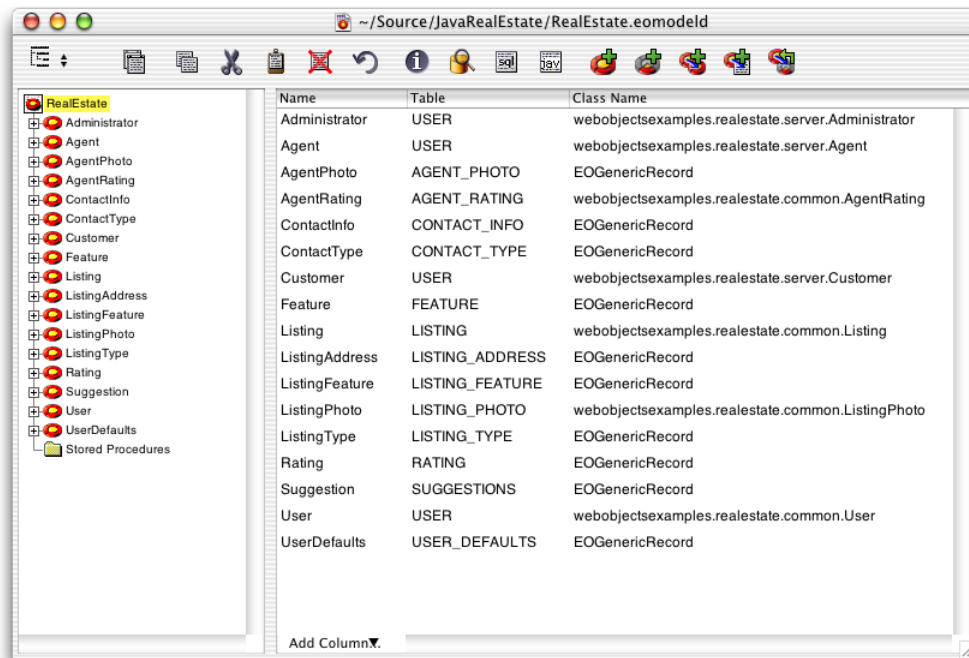 ~/Source/JavaRealEstate/RealEstate.eomodeld
sql
jav
RealEstate
Administrator
Agent
AgentPhoto
AgentRating
ContactInfo
ContactType
Customer
Feature
Listing
ListingAddress
ListingFeature
ListingPhoto
ListingType
Rating
Suggestion
User
UserDefaults
Stored Procedures
Name Table Class Name
Administrator USER webobjectsexamples.realestate.server.Administrator
Agent USER webobjectsexamples.realestate.server.Agent
AgentPhoto AGENT_PHOTO EOGenericRecord
AgentRating AGENT_RATING webobjectsexamples.realestate.common.AgentRating
ContactInfo CONTACT_INFO EOGenericRecord
ContactType CONTACT_TYPE EOGenericRecord
Customer USER webobjectsexamples.realestate.server.Customer
Feature FEATURE EOGenericRecord
Listing LISTING webobjectsexamples.realestate.common.Listing
ListingAddress LISTING_ADDRESS EOGenericRecord
ListingFeature LISTING_FEATURE EOGenericRecord
ListingPhoto LISTING_PHOTO webobjectsexamples.realestate.common.ListingPhoto
ListingType LISTING_TYPE EOGenericRecord
Rating RATING EOGenericRecord
Suggestion SUGGESTIONS EOGenericRecord
User USER webobjectsexamples.realestate.common.User
UserDefaults USER_DEFAULTS EOGenericRecord
Add Column...